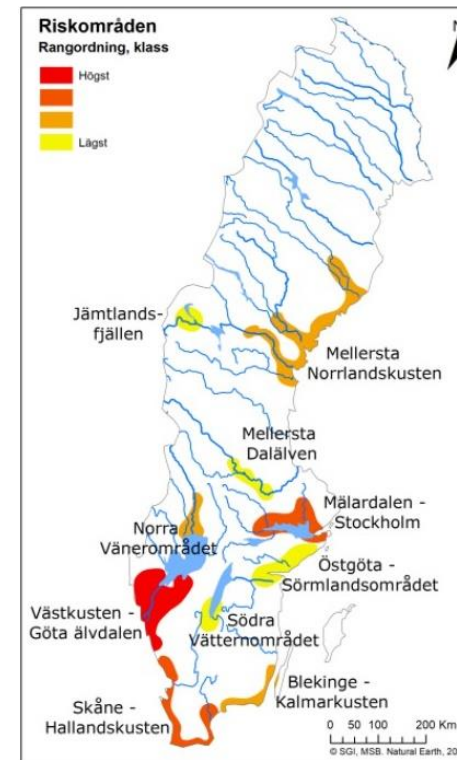 Riskområden
Rangordning, klass
Högst
Lägst
Jämtlands-
fjällen
Mellersta
Norrlandskusten
Mellersta
Dalälven
Mälardalen -
Stockholm
Norra
Vänerområdet
Östgöta -
Sörmlandsområdet
Västkusten -
Göta älvdalen
Södra
Vätternområdet
Blekinge -
Kalmarkusten
Skåne -
Hallandskusten
0 50 100 200 Km
© SGI, MSB. Natural Earth, 20